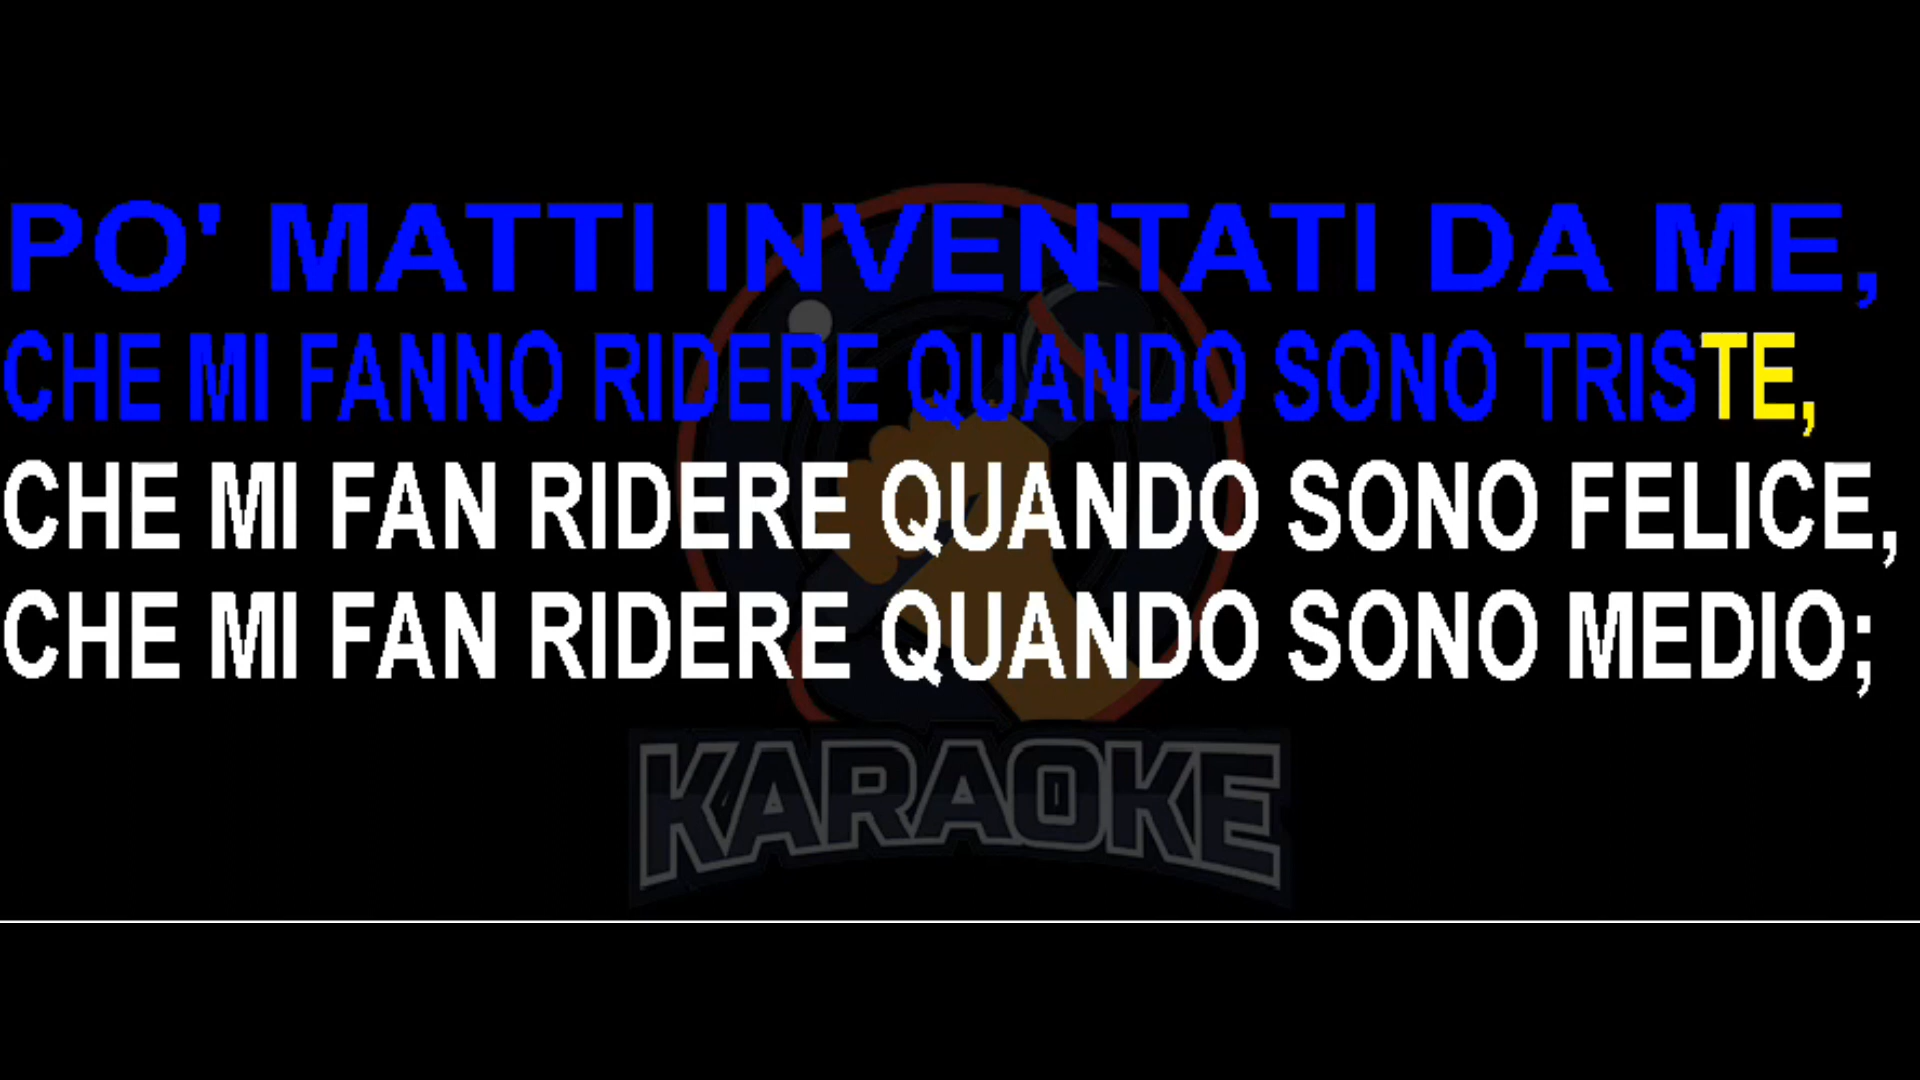 PO' MATTI INVENTATI DA ME,
CHE MI FANNO RIDERE QUANDO SONO TRISTE,
CHE MI FAN RIDERE QUANDO SONO FELICE,
CHE MI FAN RIDERE QUANDO SONO MEDIO;
KARAOKE